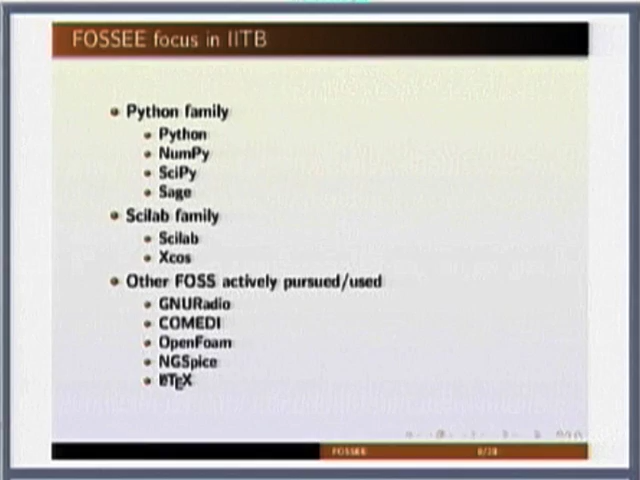 FOSSEE focus in IITB
Python family
Python
NumPy
SciPy
Sage
Scilab family
Scilab
Xcos
Other FOSS actively pursued/used
GNURadio
COMEDI
OpenFoam
NGSpice
LATEX
FOSSEE